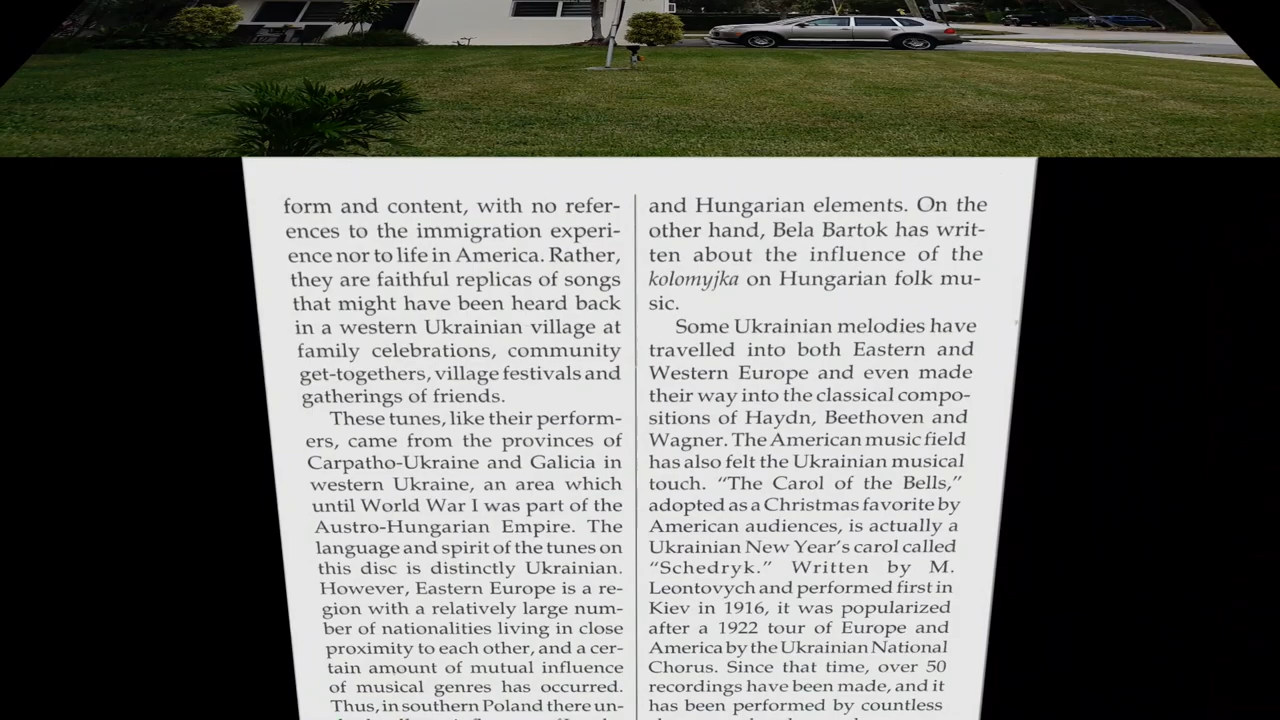 form and content, with no refer-
ences to the immigration experi-
ence nor to life in America. Rather,
they are faithful replicas of songs
that might have been heard back
in a western Ukrainian village at
family celebrations, community
get-togethers, village festivals and
gatherings of friends.
These tunes, like their perform-
ers, came from the provinces of
Carpatho-Ukraine and Galicia in
western Ukraine, an area which
until World War I was part of the
Austro-Hungarian Empire. The
language and spirit of the tunes on
this disc is distinctly Ukrainian.
However, Eastern Europe is a re-
gion with a relatively large num-
ber of nationalities living in close
proximity to each other, and a cer-
tain amount of mutual influence
of musical genres has occurred.
Thus, in southern Poland there un-
and Hungarian elements. On the
other hand, Bela Bartok has writ-
ten about the influence of the
kolomyjka on Hungarian folk mu-
sic.
Some Ukrainian melodies have
travelled into both Eastern and
Western Europe and even made
their way into the classical compo-
sitions of Haydn, Beethoven and
Wagner. The American music field
has also felt the Ukrainian musical
touch. “The Carol of the Bells,”
adopted as a Christmas favorite by
American audiences, is actually a
Ukrainian New Year’s carol called
“Schedryk.” Written by M.
Leontovych and performed first in
Kiev in 1916, it was popularized
after a 1922 tour of Europe and
America by the Ukrainian National
Chorus. Since that time, over 50
recordings have been made, and it
has been performed by countless